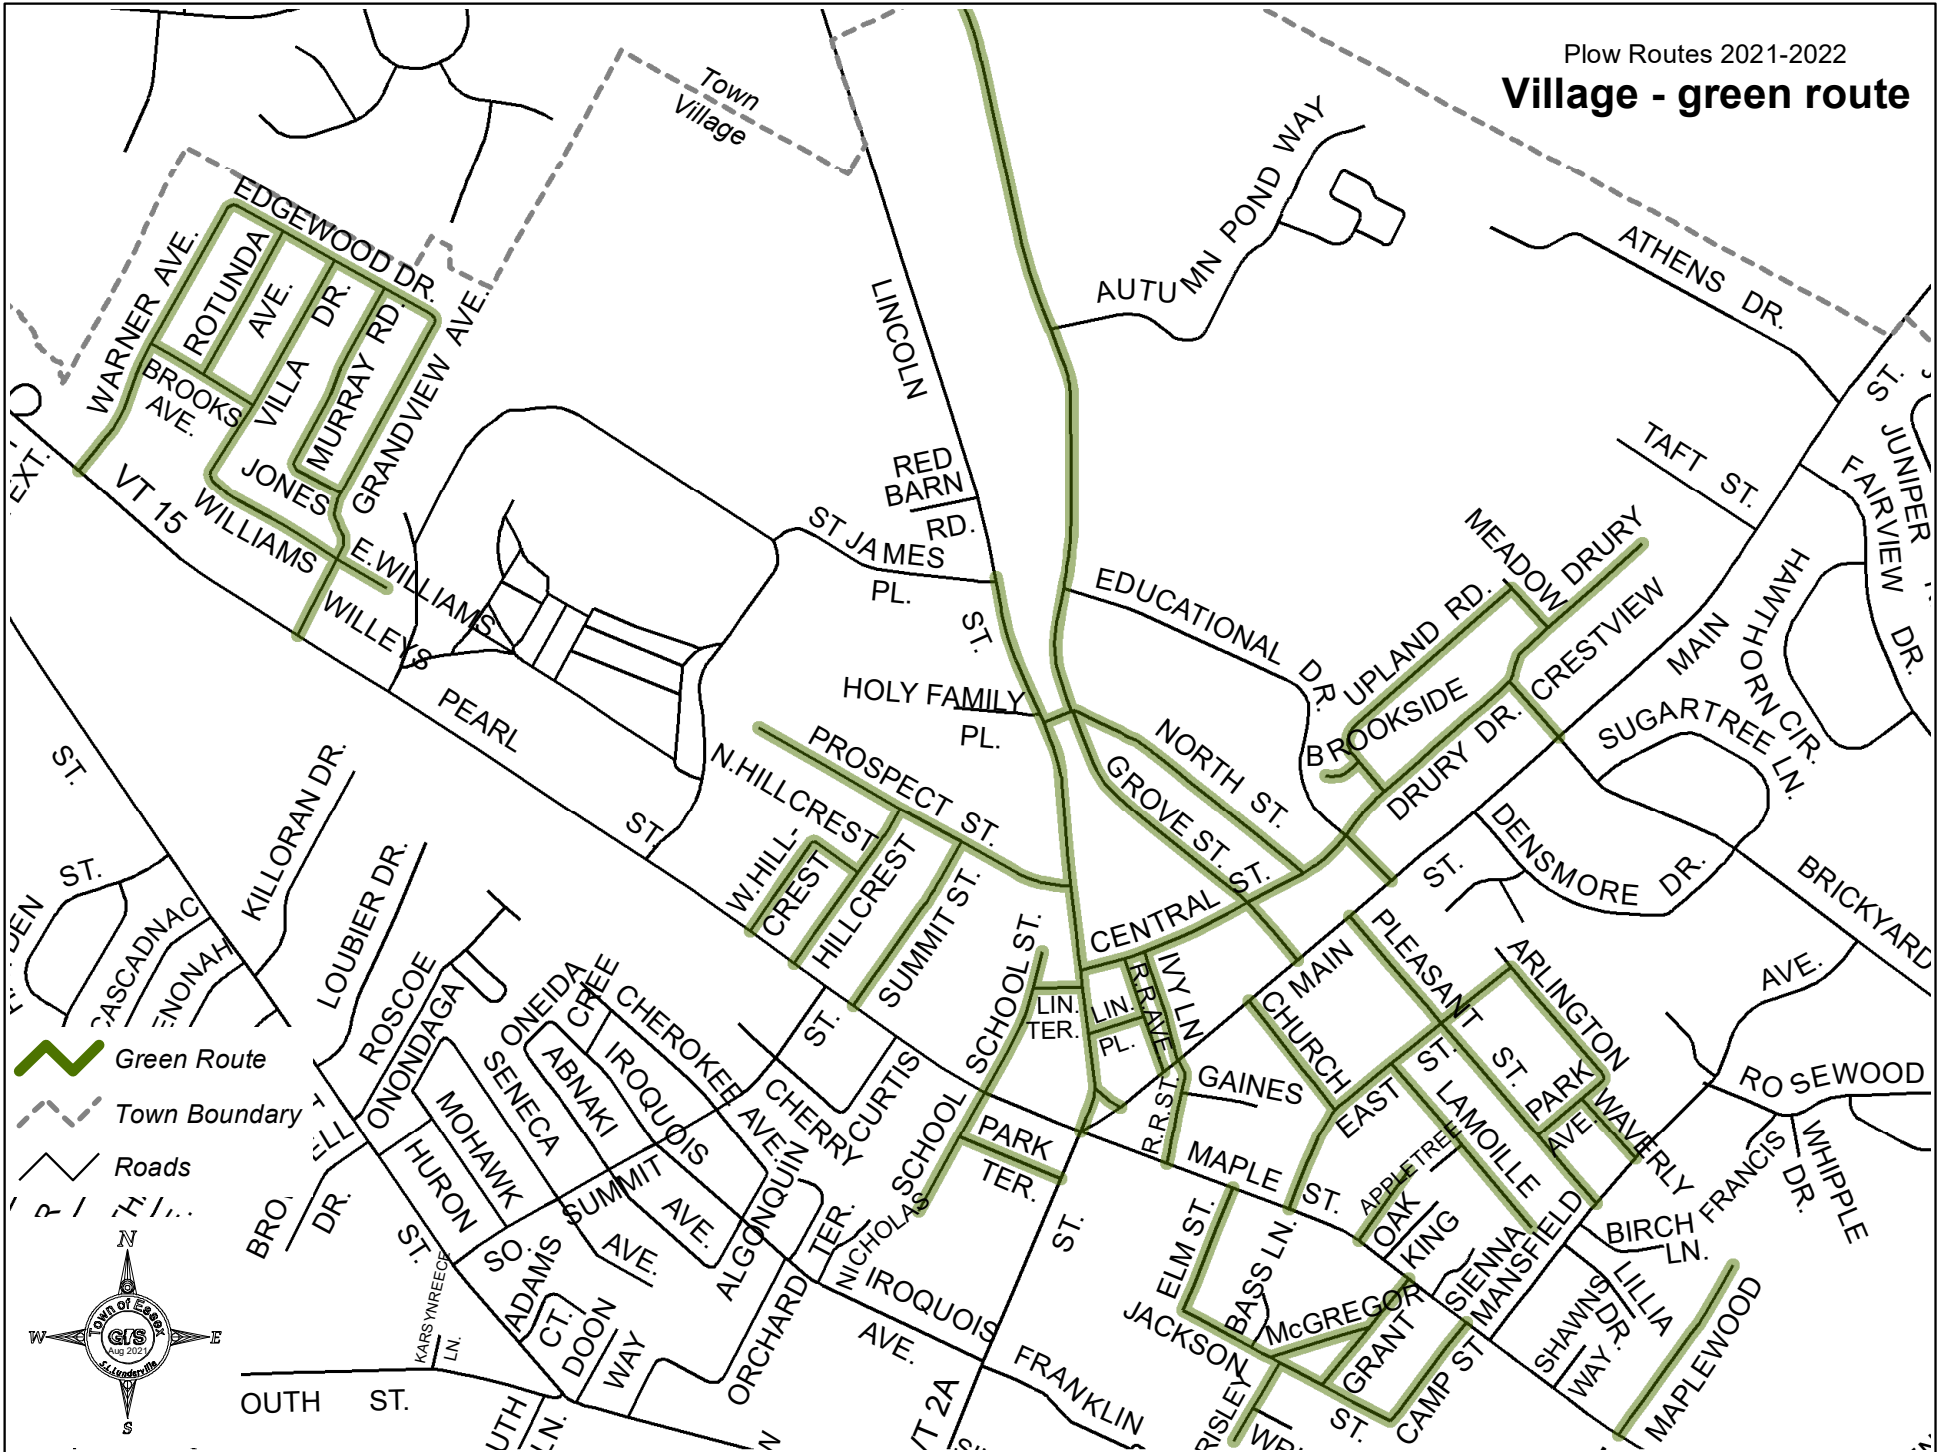 Plow Routes 2021-2022
Village - green route
Town
Village
EDGEWOOD DR.
WARNER AVE.
ROTUNDA
AVE.
VILLA
DR.
MURRAY RD.
GRANDVIEW AVE.
BROOKS
AVE.
JONES
WILLIAMS
E.WILLIAMS
WILLEYS
VT 15
EXT.
PEARL
ST.
LINCOLN
ST.
RED
BARN
RD.
ST JAMES
PL.
HOLY FAMILY
PL.
AUTUMN POND WAY
ATHENS DR.
TAFT ST.
ST.
JUNIPER
FAIRVIEW
DR.
HAWTHORN CIR.
MEADOW
DRURY
UPLAND RD.
EDUCATIONAL DR.
BROOKSIDE
CRESTVIEW
DRURY DR.
MAIN
ST.
SUGARTREE LN.
DENSMORE DR.
BRICKYARD
NORTH ST.
GROVE ST.
CENTRAL ST.
PROSPECT ST.
N.HILLCREST
W.HILL-
CREST
HILLCREST
SUMMIT ST.
SCHOOL ST.
SCHOOL
LIN.
TER.
LIN.
PL.
R.R.AVE.
IVY LN
R.R.ST.
MAIN
CHURCH
PLEASANT
ST.
ARLINGTON
AVE.
ROSEWOOD
GAINES
EAST
ST.
LAMOILLE
PARK
AVE.
WAVERLY
FRANCIS
WHIPPLE
DR.
BIRCH
LN.
PARK
TER.
MAPLE
ST.
APPLETREE
OAK
KING
SIENNA
MANSFIELD
SHAWNS
WAY.
LILLIA
DR.
MAPLEWOOD
ELM ST.
BASS LN.
JACKSON
McGREGOR
GRANT
CAMP ST
ST.
RISLEY
FRANKLIN
VT 2A
ST.
IROQUOIS
AVE.
NICHOLAS
SCHOOL
CURTIS
CHERRY
ST.
CHEROKEE AVE.
CREE
ONEIDA
ABNAKI
IROQUOIS
SENECA
MOHAWK
HURON
ONONDAGA
ROSCOE
LOUBIER DR.
KILLORAN DR.
ST.
ST.
CASCADNAC
SUMMIT
AVE.
ALGONQUIN
TER.
ORCHARD
SO.
AVE.
ADAMS
CT.
DOON
WAY
KARSYNREECE
LN.
ST.
DR.
OUTH ST.
Green Route
Town Boundary
Roads
N
W
E
S
Town of Essex
GIS
Aug 2021
S.L.Lunderville